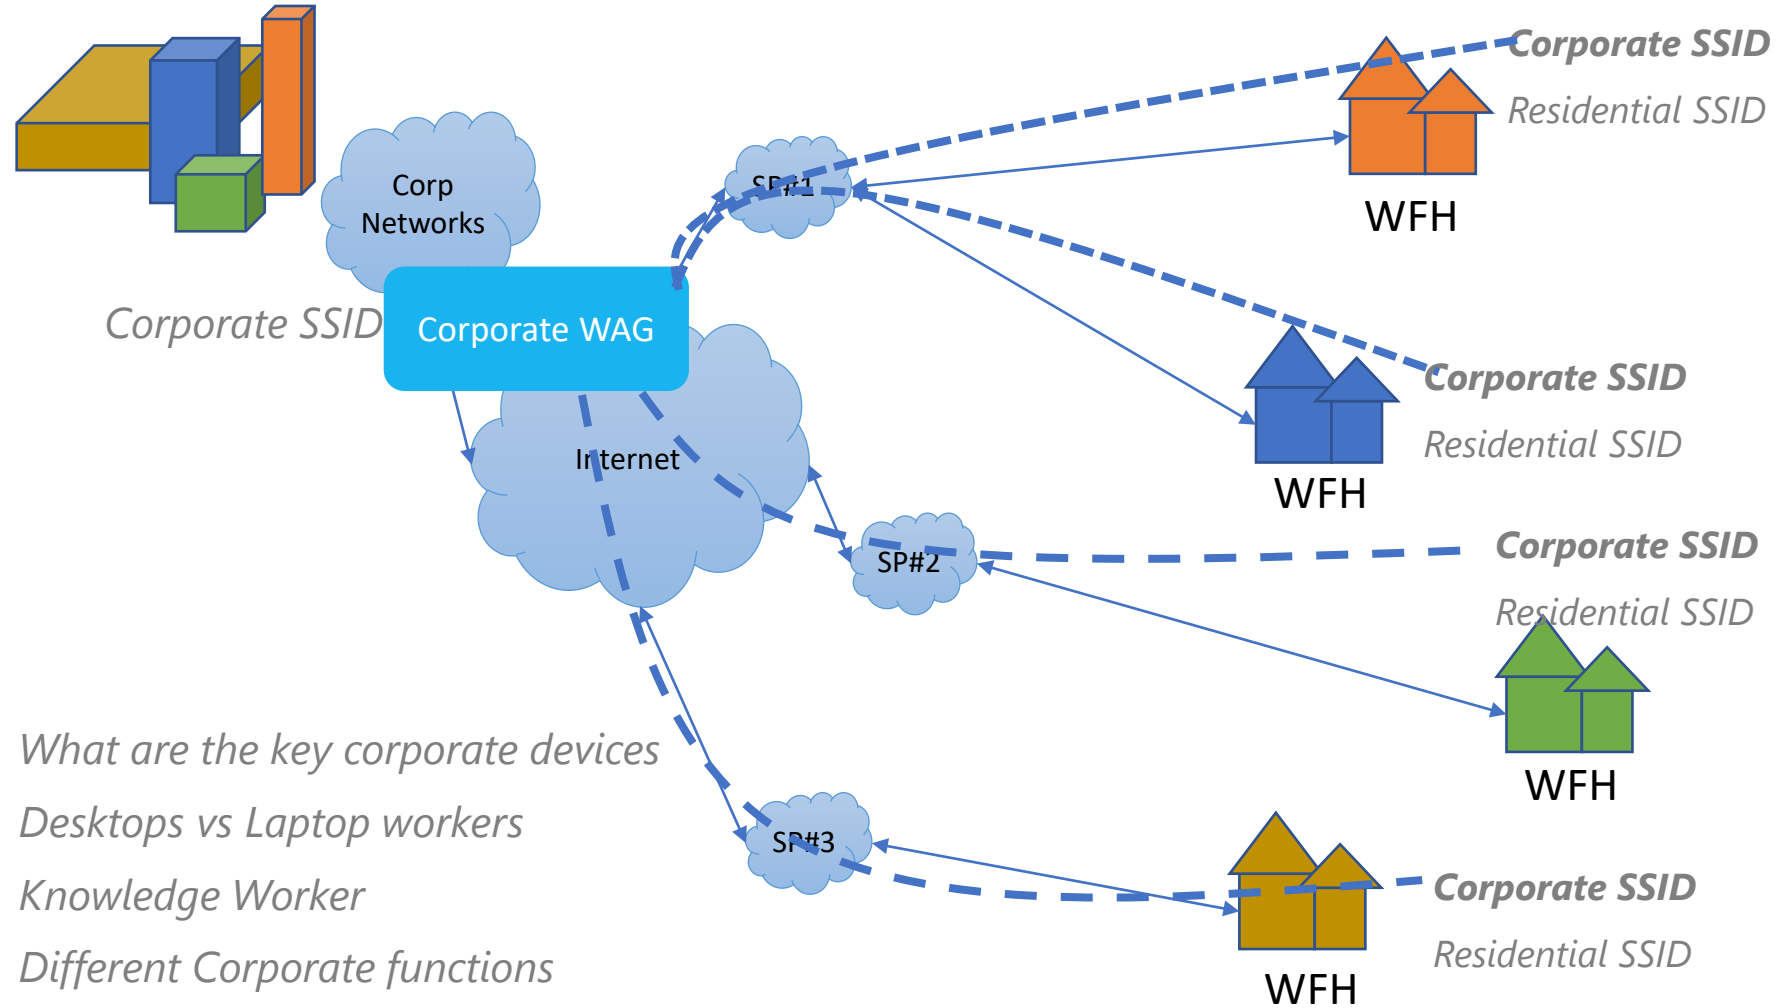 Corporate SSID
Residential SSID
WFH
Corp
Networks
SP#1
Corporate SSID
Corporate WAG
Corporate SSID
Residential SSID
WFH
Internet
SP#2
Corporate SSID
Residential SSID
WFH
What are the key corporate devices
Desktops vs Laptop workers
Knowledge Worker
Different Corporate functions
SP#3
Corporate SSID
Residential SSID
WFH